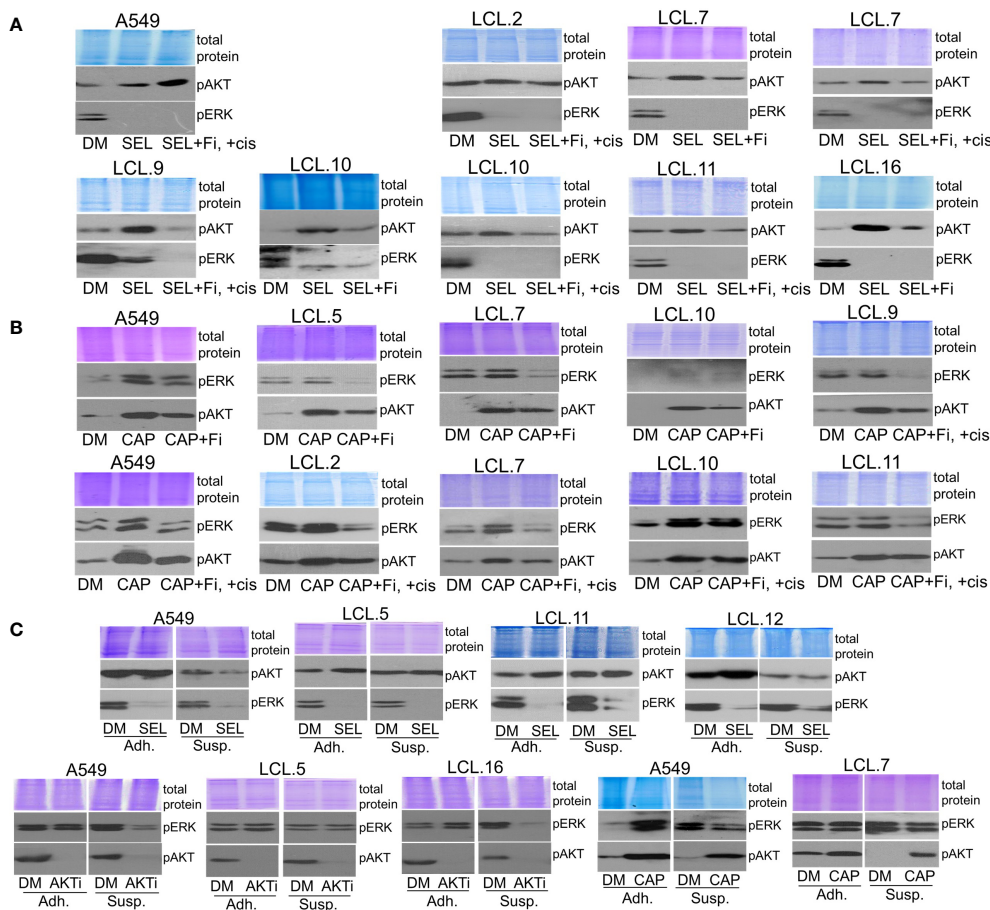 A
A549
LCL.2
LCL.7
LCL.7
total
protein
pAKT
pERK
DM SEL SEL+Fi, +cis
total
protein
pAKT
pERK
DM SEL SEL+Fi, +cis
total
protein
pAKT
pERK
DM SEL SEL+Fi
total
protein
pAKT
pERK
DM SEL SEL+Fi, +cis
LCL.9
LCL.10
LCL.10
LCL.11
LCL.16
total
protein
pAKT
pERK
DM SEL SEL+Fi, +cis
total
protein
pAKT
pERK
DM SEL SEL+Fi
total
protein
pAKT
pERK
DM SEL SEL+Fi, +cis
total
protein
pAKT
pERK
DM SEL SEL+Fi, +cis
total
protein
pAKT
pERK
DM SEL SEL+Fi
B
A549
LCL.5
LCL.7
LCL.10
LCL.9
total
protein
pERK
pAKT
DM CAP CAP+Fi
total
protein
pERK
pAKT
DM CAP CAP+Fi
total
protein
pERK
pAKT
DM CAP CAP+Fi
total
protein
pERK
pAKT
DM CAP CAP+Fi
total
protein
pERK
pAKT
DM CAP CAP+Fi, +cis
A549
LCL.2
LCL.7
LCL.10
LCL.11
total
protein
pERK
pAKT
DM CAP CAP+Fi, +cis
total
protein
pERK
pAKT
DM CAP CAP+Fi, +cis
total
protein
pERK
pAKT
DM CAP CAP+Fi, +cis
total
protein
pERK
pAKT
DM CAP CAP+Fi, +cis
total
protein
pERK
pAKT
DM CAP CAP+Fi, +cis
C
A549
LCL.5
LCL.11
LCL.12
total
protein
pAKT
pERK
DM SEL DM SEL
Adh. Susp.
total
protein
pAKT
pERK
DM SEL DM SEL
Adh. Susp.
total
protein
pAKT
pERK
DM SEL DM SEL
Adh. Susp.
total
protein
pAKT
pERK
DM SEL DM SEL
Adh. Susp.
A549
LCL.5
LCL.16
A549
LCL.7
total
protein
pERK
pAKT
DM AKTi DM AKTi
Adh. Susp.
total
protein
pERK
pAKT
DM AKTi DM AKTi
Adh. Susp.
total
protein
pERK
pAKT
DM AKTi DM AKTi
Adh. Susp.
total
protein
pERK
pAKT
DM CAP DM CAP
Adh. Susp.
total
protein
pERK
pAKT
DM CAP DM CAP
Adh. Susp.